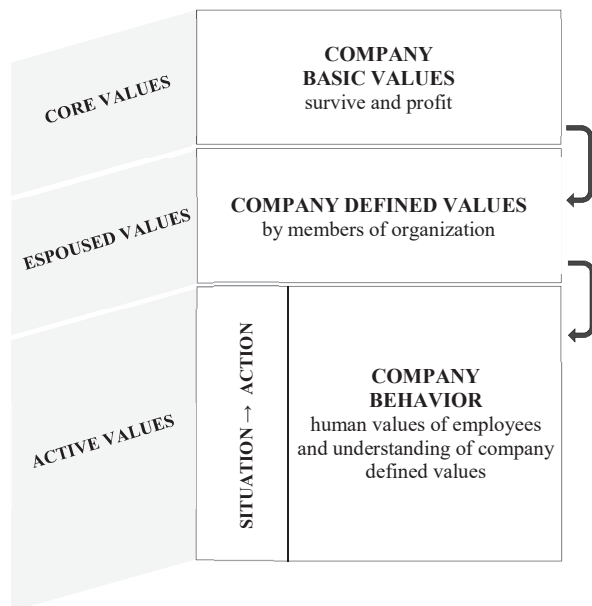 CORE VALUES
COMPANY
BASIC VALUES
survive and profit
ESPOUSED VALUES
COMPANY DEFINED VALUES
by members of organization
ACTIVE VALUES
SITUATION → ACTION
COMPANY
BEHAVIOR
human values of employees
and understanding of company
defined values